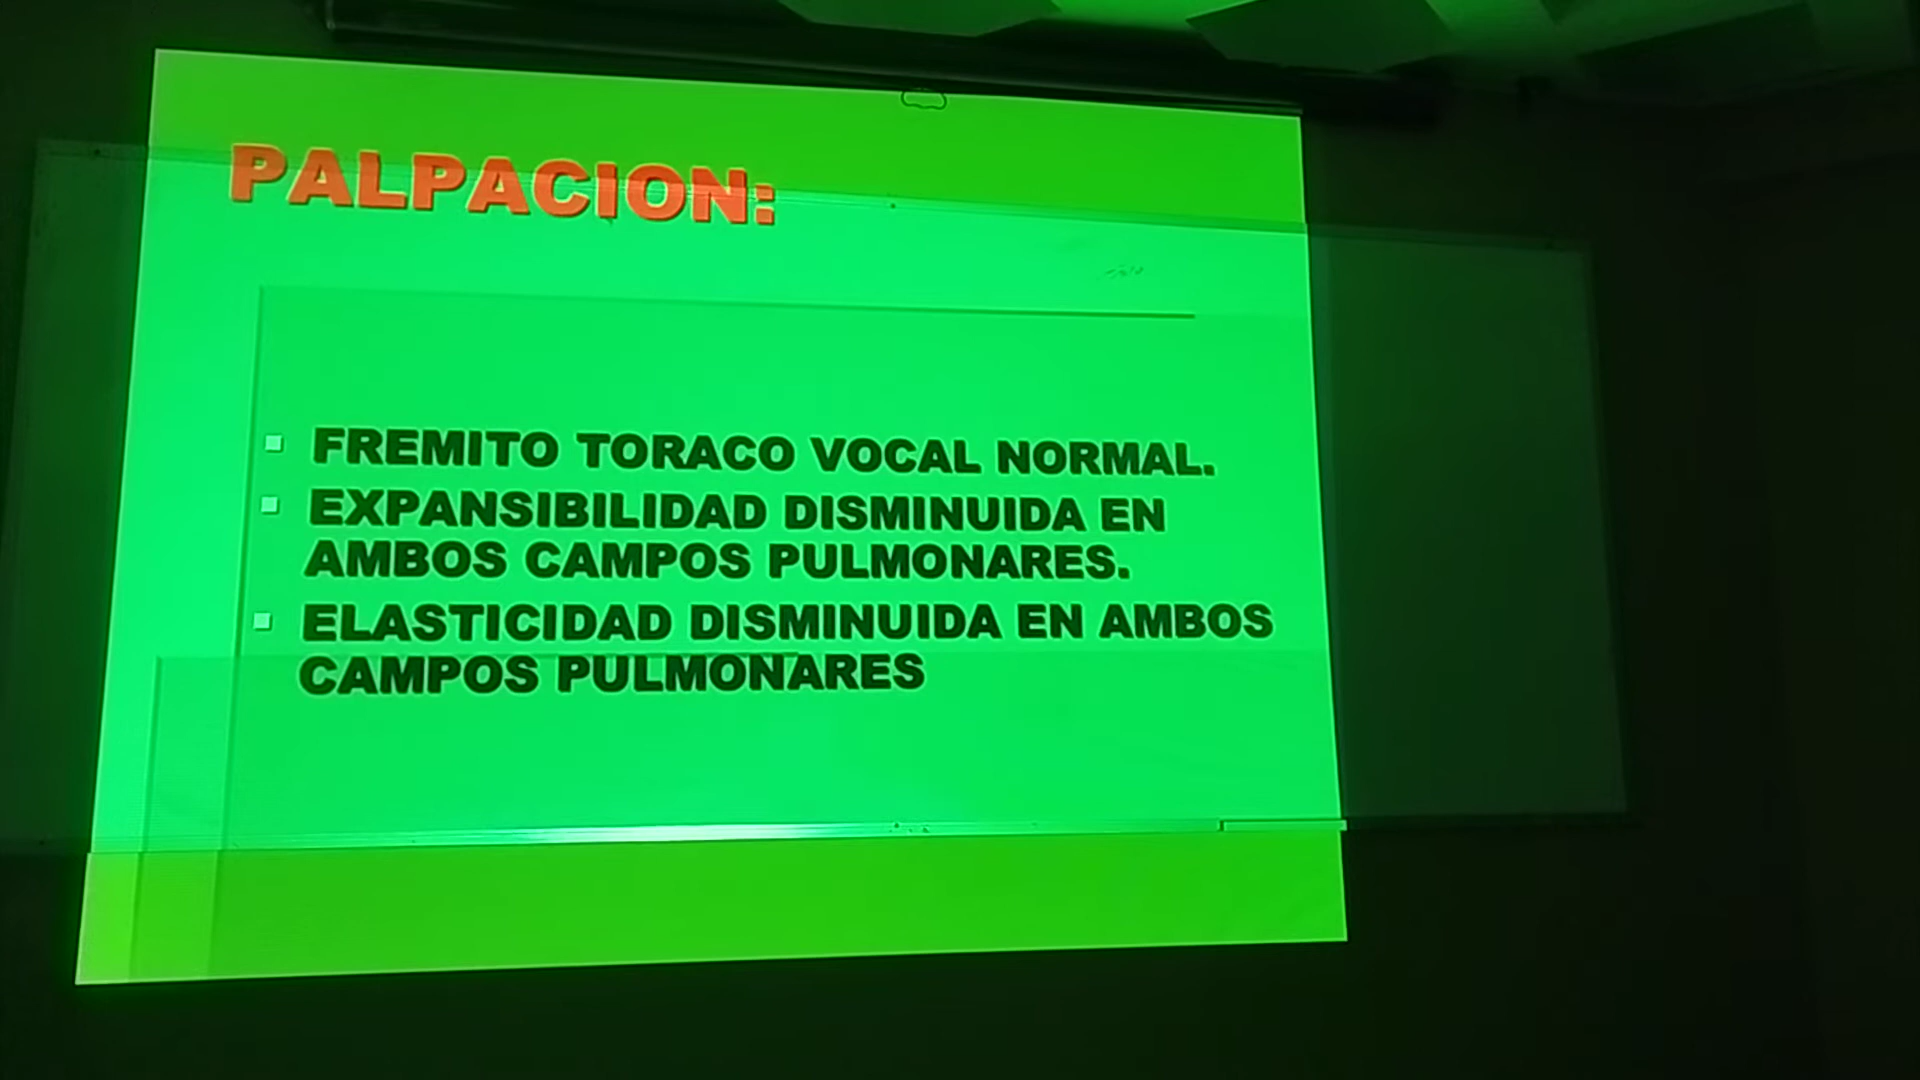 PALPACION:
FREMITO TORACO VOCAL NORMAL.
EXPANSIBILIDAD DISMINUIDA EN
AMBOS CAMPOS PULMONARES.
ELASTICIDAD DISMINUIDA EN AMBOS
CAMPOS PULMONARES